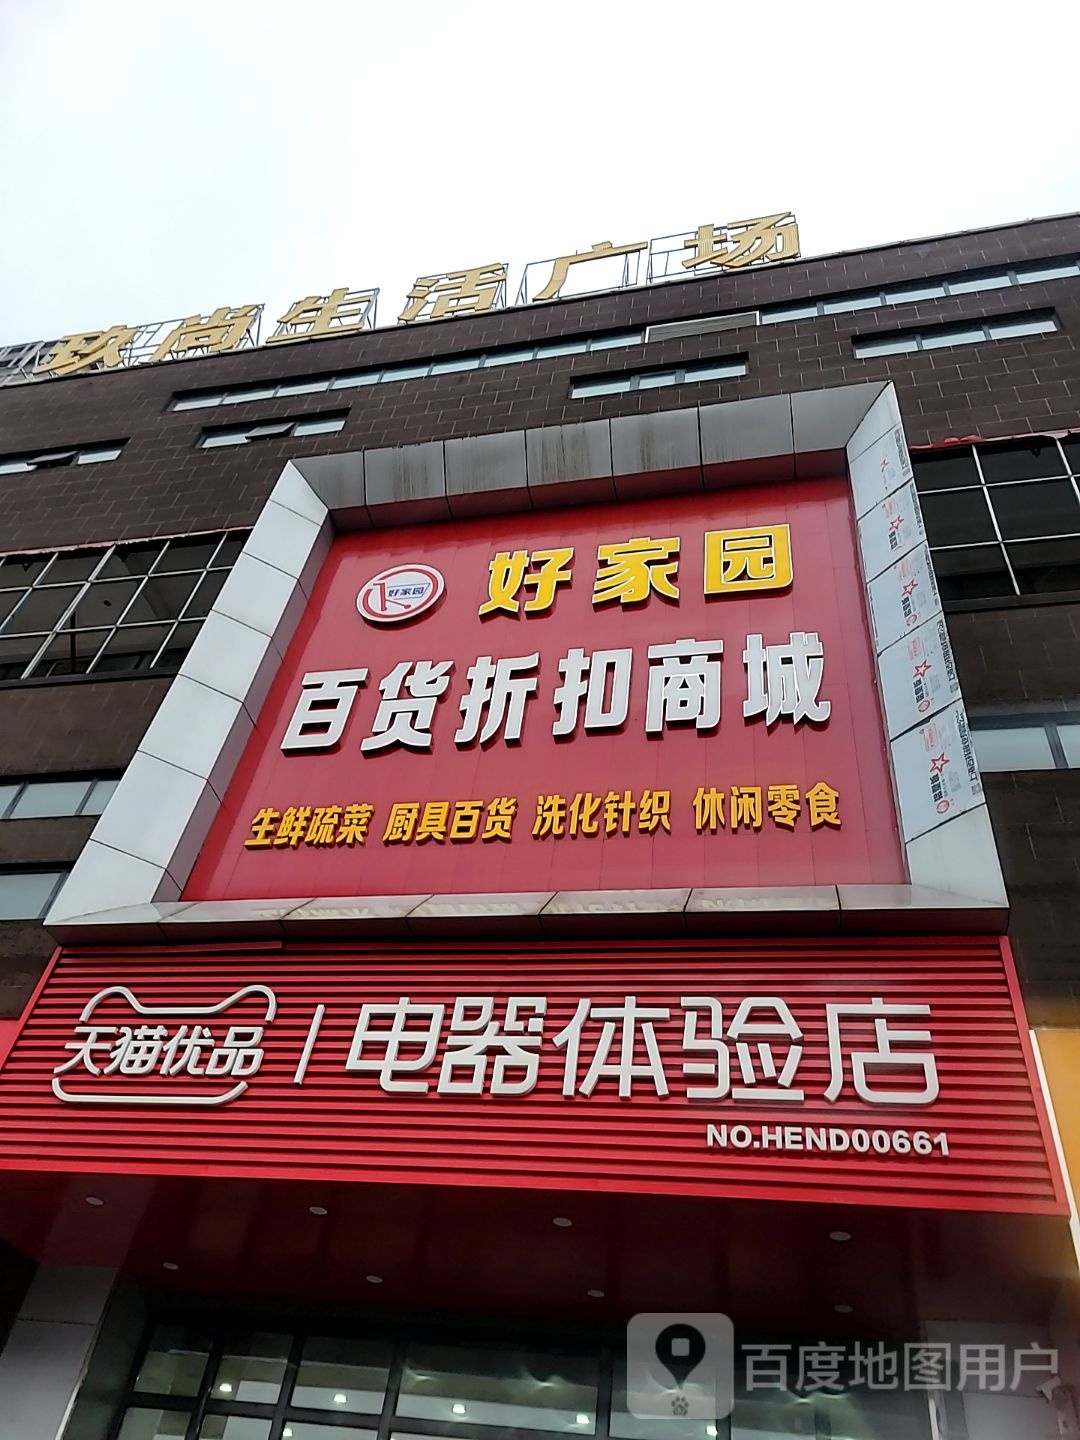 玖尚生活广场
好家园
好家园
百货折扣商城
生鲜疏菜 厨具百货 洗化针织 休闲零食
天猫优品 | 电器体验店
NO.HEND00661
百度地图用户